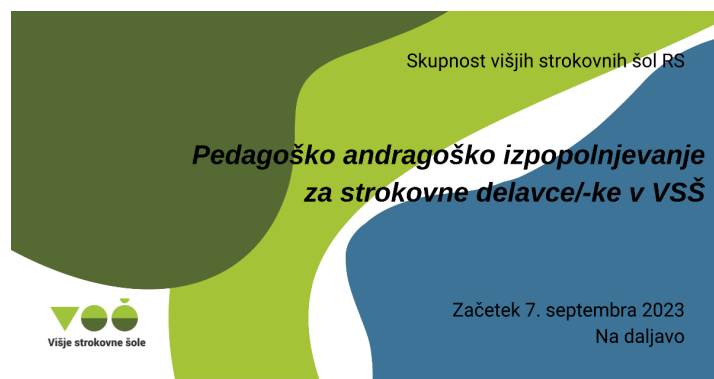 Skupnost višjih strokovnih šol RS
Pedagoško andragoško izpopolnjevanje
za strokovne delavce/-ke v VSŠ
Začetek 7. septembra 2023
Na daljavo
VOŠ
Višje strokovne šole